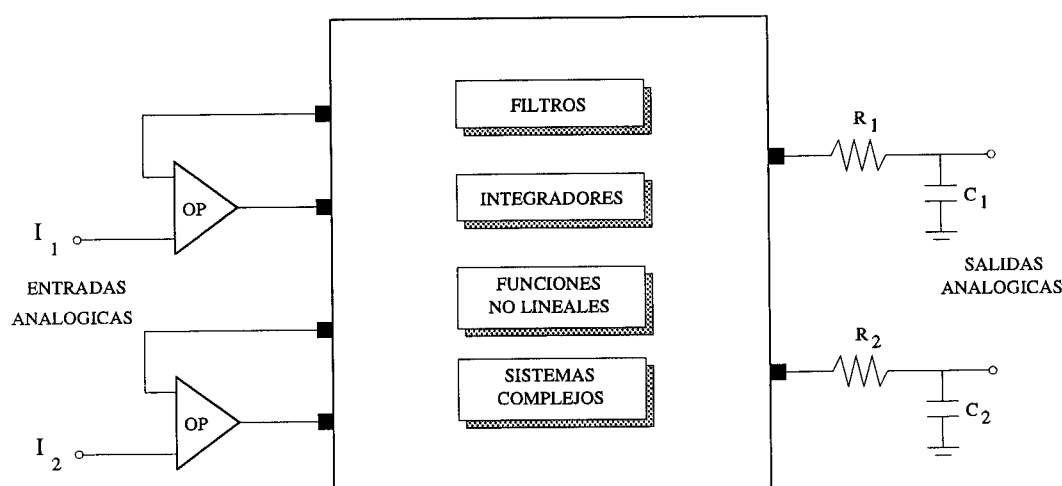 FILTROS
R1
OP
INTEGRADORES
C1
I1
ENTRADAS
ANALOGICAS
FUNCIONES
NO LINEALES
SALIDAS
ANALOGICAS
R2
SISTEMAS
COMPLEJOS
OP
C2
I2